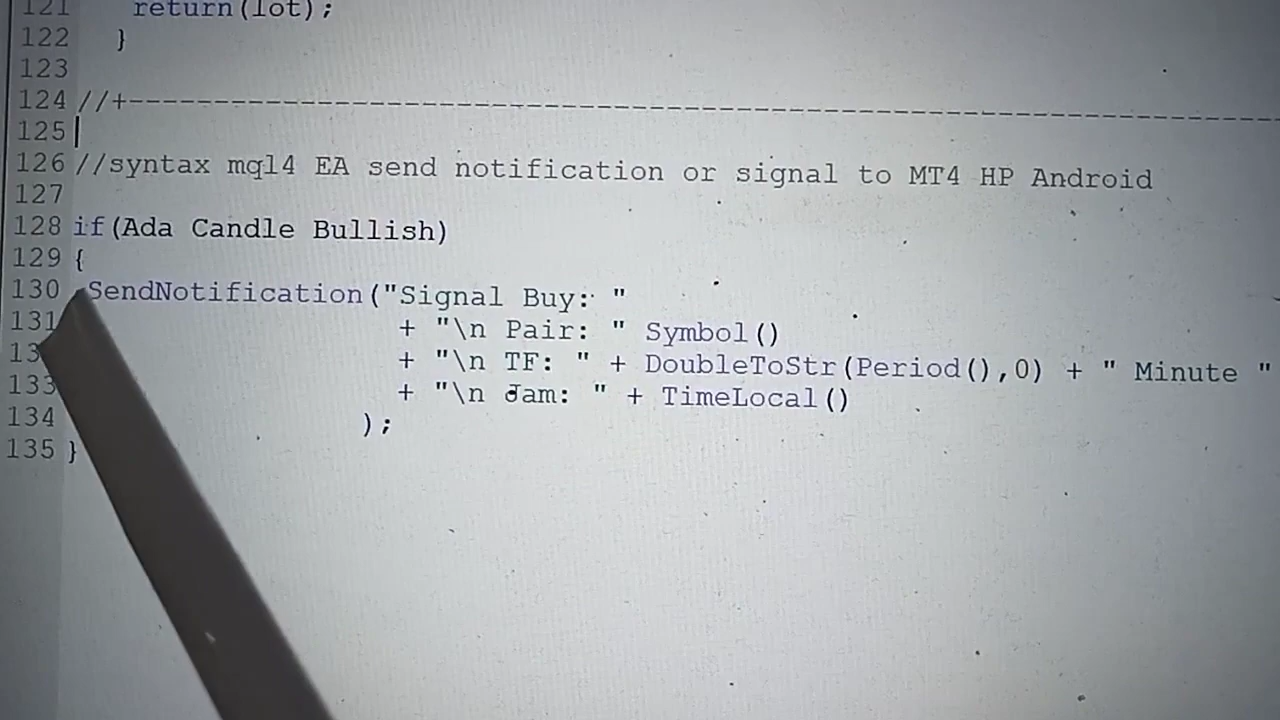 121 return(lot);
122 }
123
124 //+------------------------------------------------------------------
125
126 //syntax mql4 EA send notification or signal to MT4 HP Android
127
128 if(Ada Candle Bullish)
129 {
130 SendNotification("Signal Buy: "
131 + "\n Pair: " Symbol()
+ "\n TF: " + DoubleToStr(Period(),0) + " Minute "
133 + "\n Jam: " + TimeLocal()
134 );
135 }